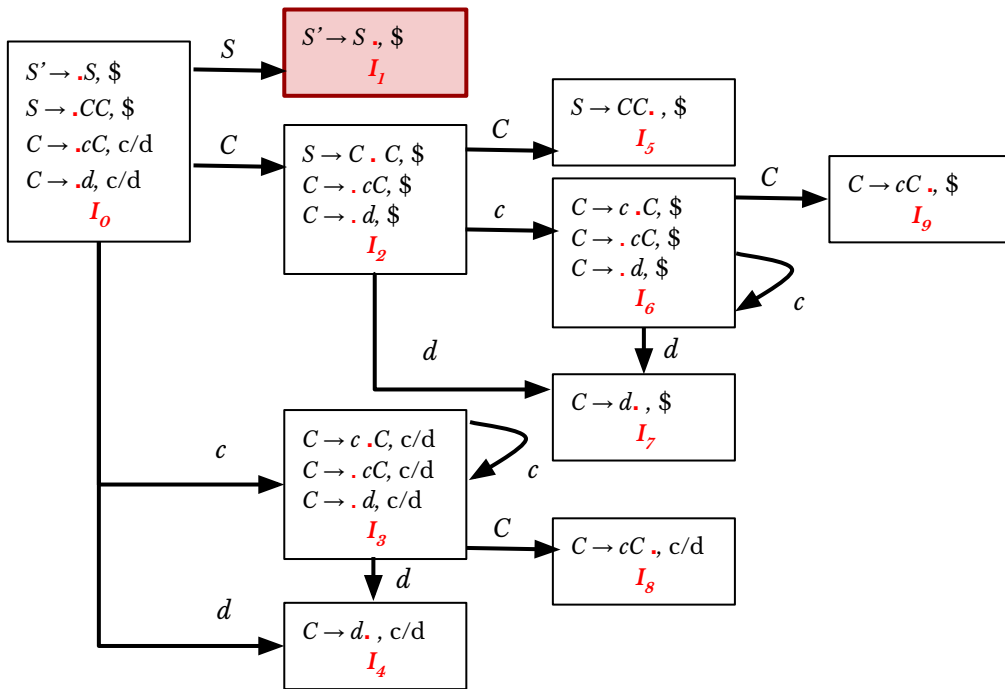 S' → .S, $
S → .CC, $
C → .cC, c/d
C → .d, c/d
I0
S
S' → S ., $
I1
C
S → C . C, $
C → . cC, $
C → . d, $
I2
C
S → CC. , $
I5
c
C → c .C, $
C → . cC, $
C → . d, $
I6
C
C → cC ., $
I9
c
d
d
C → d. , $
I7
c
C → c .C, c/d
C → . cC, c/d
C → . d, c/d
I3
c
C
C → cC ., c/d
I8
d
d
C → d. , c/d
I4